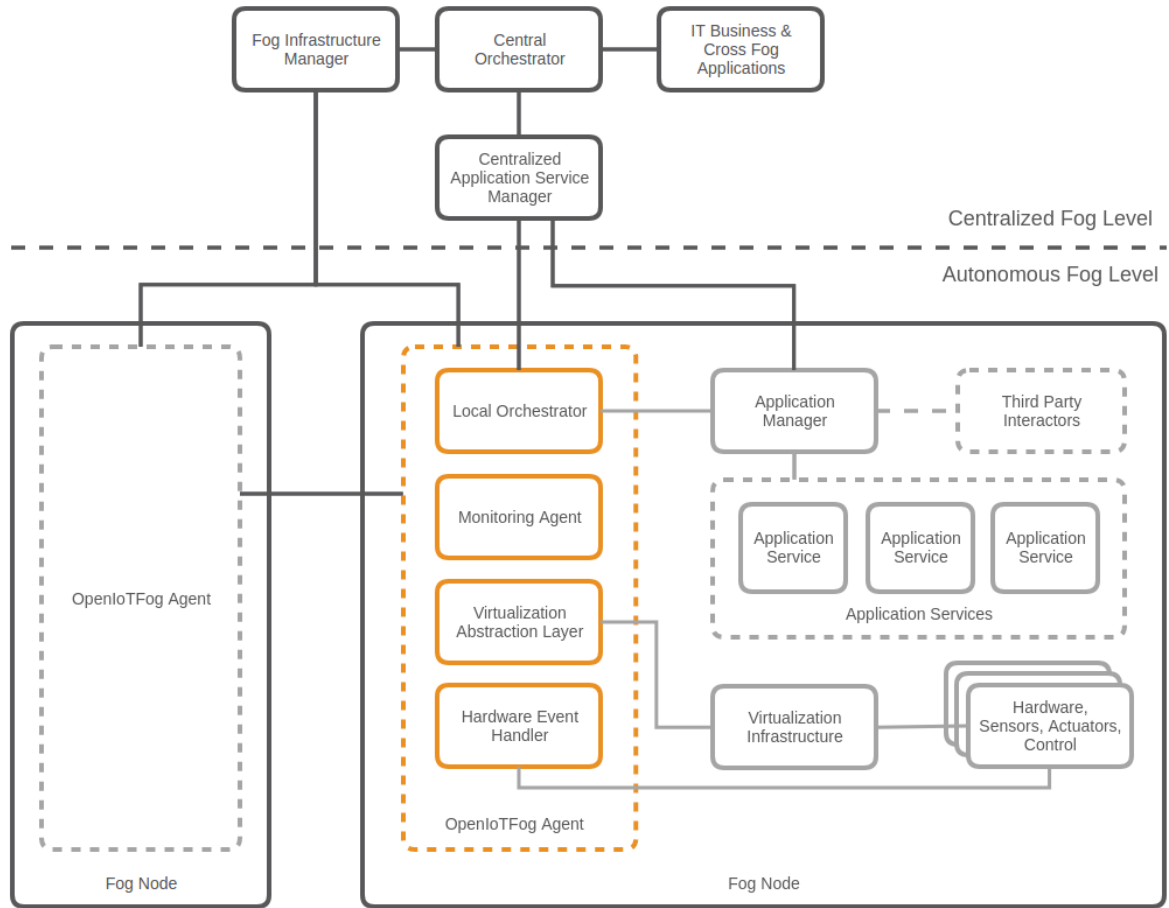 Fog Infrastructure
Manager
Central
Orchestrator
IT Business &
Cross Fog
Applications
Centralized
Application Service
Manager
Centralized Fog Level
Autonomous Fog Level
OpenIoTFog Agent
Fog Node
Local Orchestrator
Monitoring Agent
Virtualization
Abstraction Layer
Hardware Event
Handler
OpenIoTFog Agent
Application
Manager
Third Party
Interactors
Application
Service
Application
Service
Application
Service
Application Services
Virtualization
Infrastructure
Hardware,
Sensors, Actuators,
Control
Fog Node